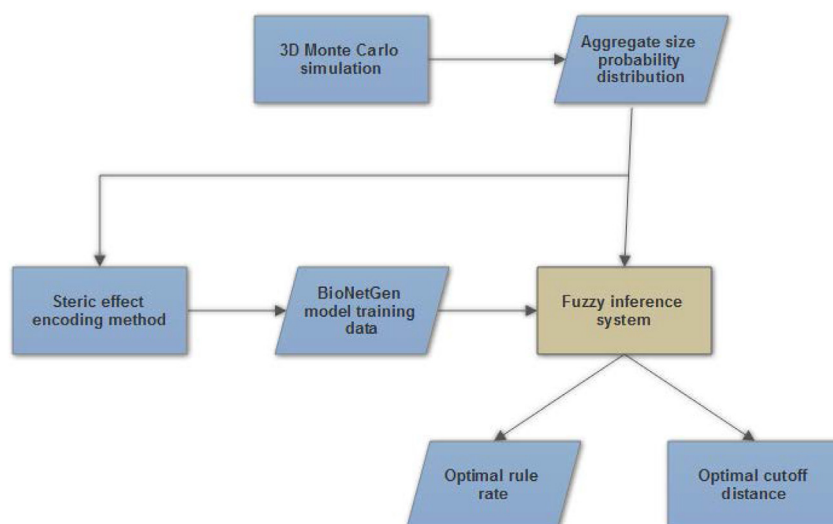 3D Monte Carlo
simulation
Aggregate size
probability
distribution
Steric effect
encoding method
BioNetGen
model training
data
Fuzzy inference
system
Optimal rule
rate
Optimal cutoff
distance